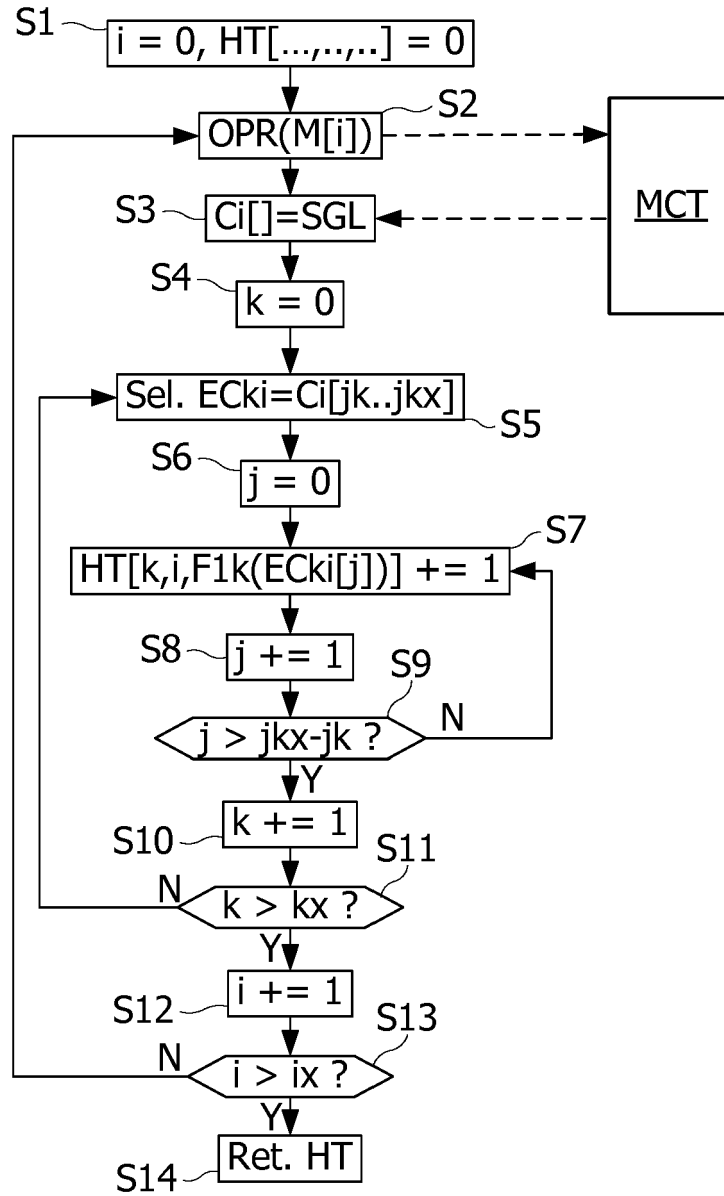 S1
i = 0, HT[...,..,..] = 0
S2
OPR(M[i])
MCT
S3
Ci[]=SGL
S4
k = 0
Sel. ECki=Ci[jk..jkx]
S5
S6
j = 0
S7
HT[k,i,F1k(ECki[j])] += 1
S8
j += 1
S9
j > jkx-jk ?
N
Y
k += 1
S10
S11
N
k > kx ?
Y
i += 1
S12
S13
N
i > ix ?
Y
Ret. HT
S14